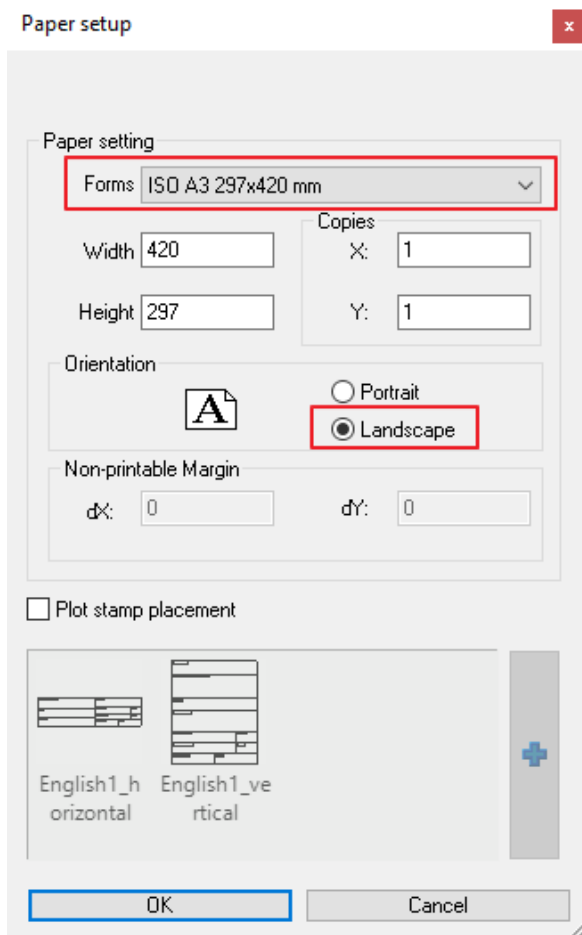 Paper setup
x
Paper setting
Forms ISO A3 297x420 mm
Copies
Width 420 X: 1
Height 297 Y: 1
Orientation
A Portrait
Landscape
Non-printable Margin
dX: 0 dY: 0
Plot stamp placement
English1_h English1_ve
orizontal rtical
OK Cancel